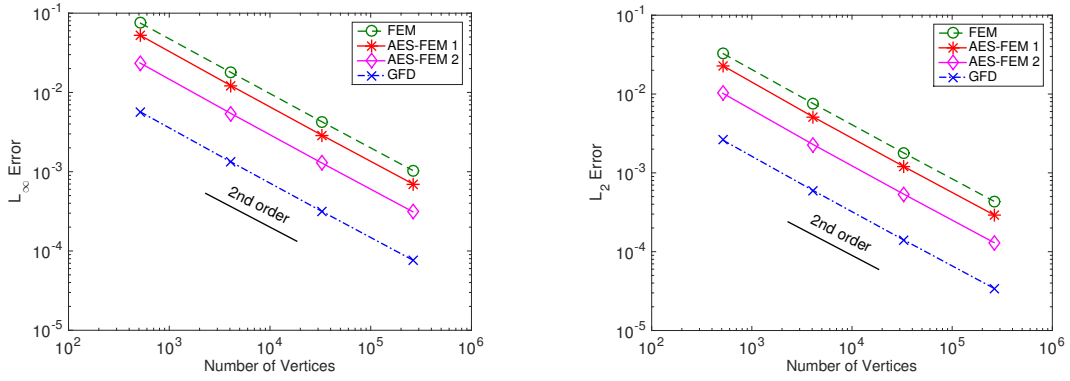 10^-1
10^-2
10^-3
10^-4
10^-5
L∞ Error
FEM
AES-FEM 1
AES-FEM 2
GFD
2nd order
10^2 10^3 10^4 10^5 10^6
Number of Vertices
10^-1
10^-2
10^-3
10^-4
10^-5
L2 Error
FEM
AES-FEM 1
AES-FEM 2
GFD
2nd order
10^2 10^3 10^4 10^5 10^6
Number of Vertices